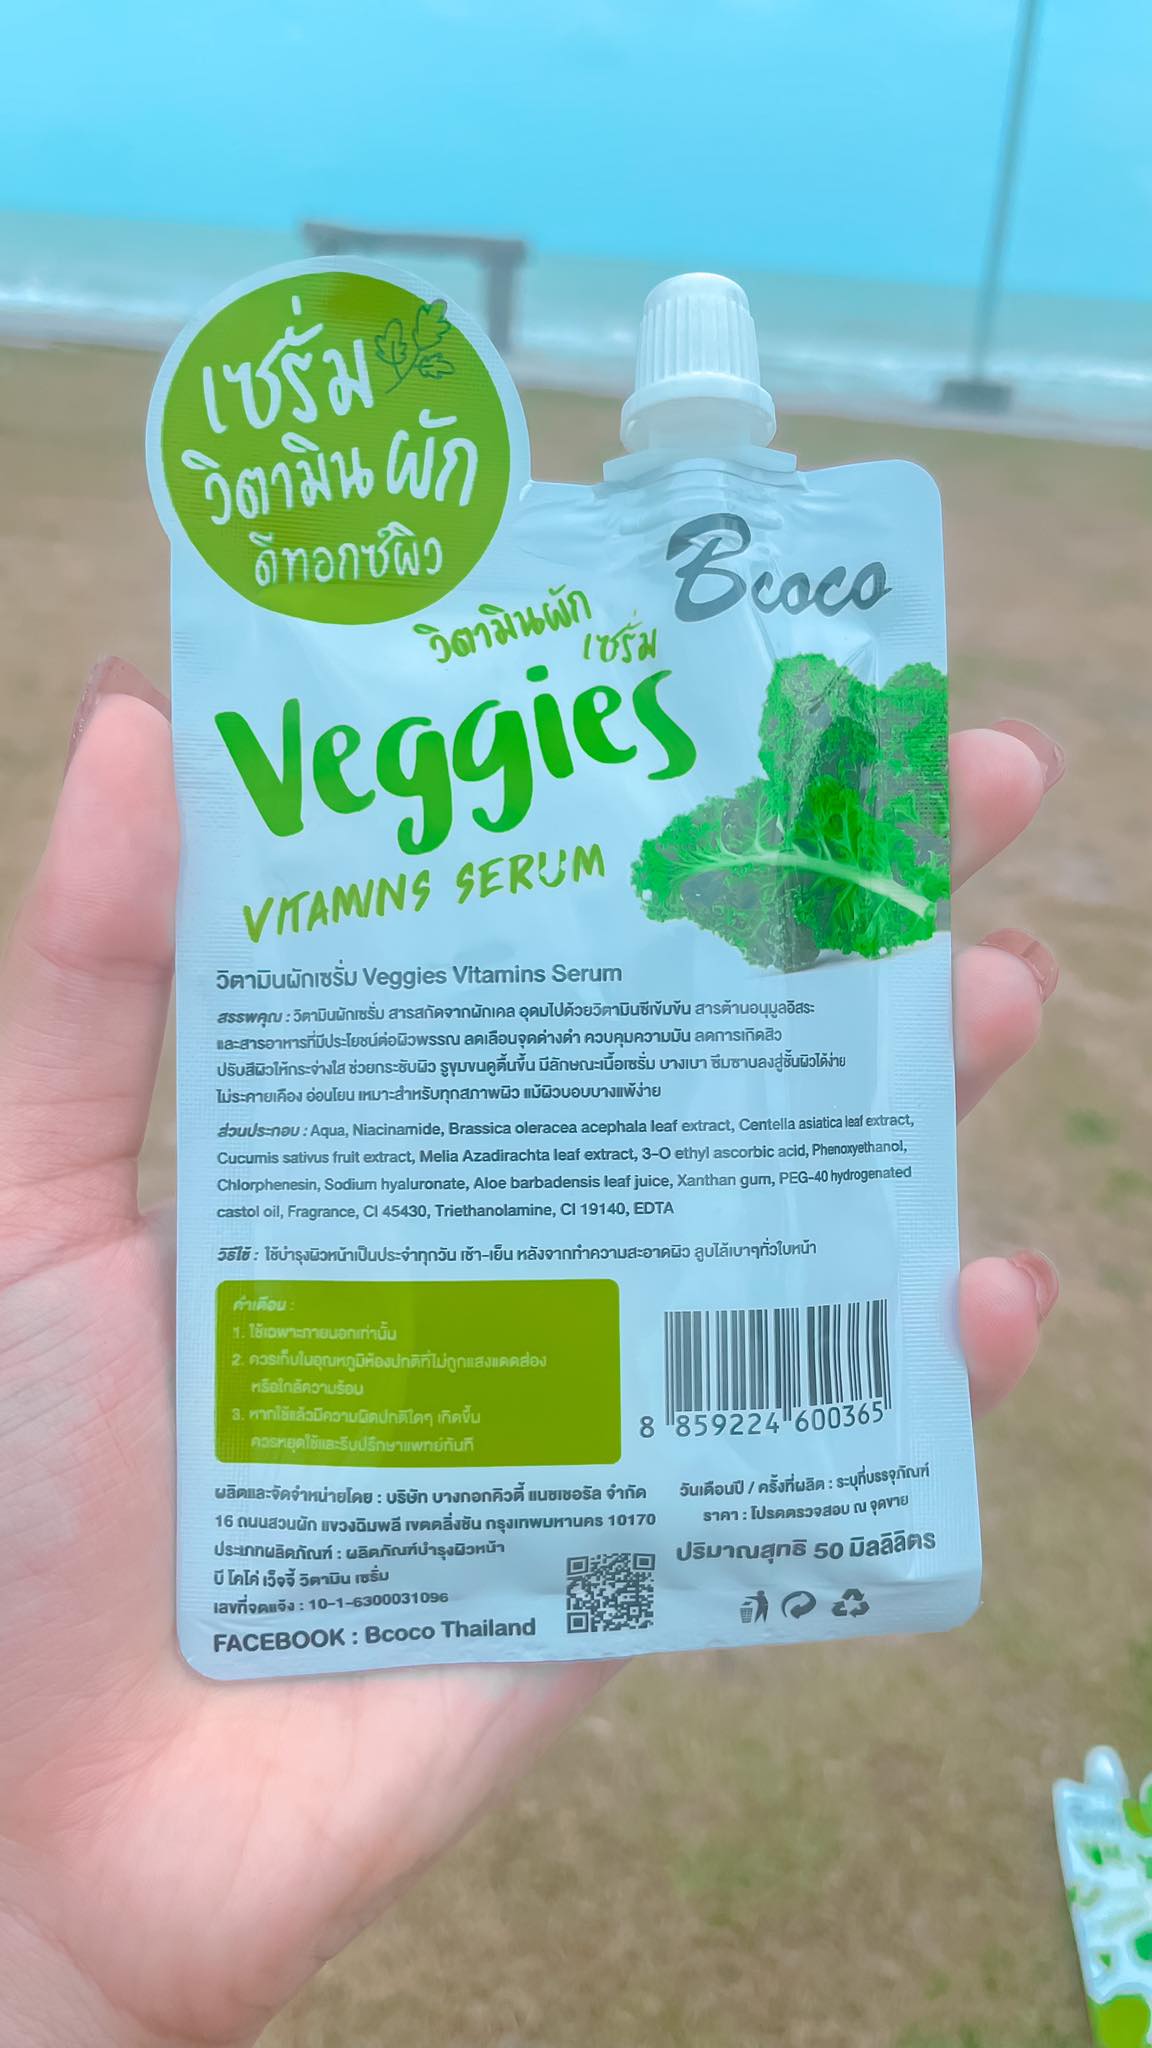 เซรั่ม
วิตามินผัก
ดีทอกซ์ผิว
Bcoco
วิตามินผัก
เซรั่ม
Veggies
VITAMINS SERUM
วิตามินผักเซรั่ม Veggies Vitamins Serum
สรรพคุณ : วิตามินผักเซรั่ม สารสกัดจากผักเคล อุดมไปด้วยวิตามินซีเข้มข้น สารต้านอนุมูลอิสระ
และสารอาหารที่มีประโยชน์ต่อผิวพรรณ ลดเลือนจุดด่างดำ ควบคุมความมัน ลดการเกิดสิว
ปรับสีผิวให้กระจ่างใส ช่วยกระชับผิว รูขุมขนดูตื้นขึ้น มีลักษณะเนื้อเซรั่ม บางเบา ซึมซาบลงสู่ชั้นผิวได้ง่าย
ไม่ระคายเคือง อ่อนโยน เหมาะสำหรับทุกสภาพผิว แม้ผิวบอบบางแพ้ง่าย
ส่วนประกอบ : Aqua, Niacinamide, Brassica oleracea acephala leaf extract, Centella asiatica leaf extract,
Cucumis sativus fruit extract, Melia Azadirachta leaf extract, 3-O ethyl ascorbic acid, Phenoxyethanol,
Chlorphenesin, Sodium hyaluronate, Aloe barbadensis leaf juice, Xanthan gum, PEG-40 hydrogenated
castol oil, Fragrance, CI 45430, Triethanolamine, CI 19140, EDTA
วิธีใช้ : ใช้บำรุงผิวหน้าเป็นประจำทุกวัน เช้า-เย็น หลังจากทำความสะอาดผิว ลูบไล้เบาๆทั่วใบหน้า
คำเตือน :
1. ใช้เฉพาะภายนอกเท่านั้น
2. ควรเก็บในอุณหภูมิห้องปกติที่ไม่ถูกแสงแดดส่อง
หรือใกล้ความร้อน
3. หากใช้แล้วมีความผิดปกติใดๆ เกิดขึ้น
ควรหยุดใช้และรีบปรึกษาแพทย์ทันที
8 859224 600365
ผลิตและจัดจำหน่ายโดย : บริษัท บางกอกคิวตี้ แนชเชอรัล จำกัด
16 ถนนสวนผัก แขวงฉิมพลี เขตตลิ่งชัน กรุงเทพมหานคร 10170
ประเภทผลิตภัณฑ์ : ผลิตภัณฑ์บำรุงผิวหน้า
บี โคโค่ เว็จจี้ วิตามิน เซรั่ม
เลขที่จดแจ้ง : 10-1-6300031096
FACEBOOK : Bcoco Thailand
วันเดือนปี / ครั้งที่ผลิต : ระบุที่บรรจุภัณฑ์
ราคา : โปรดตรวจสอบ ณ จุดขาย
ปริมาณสุทธิ 50 มิลลิลิตร